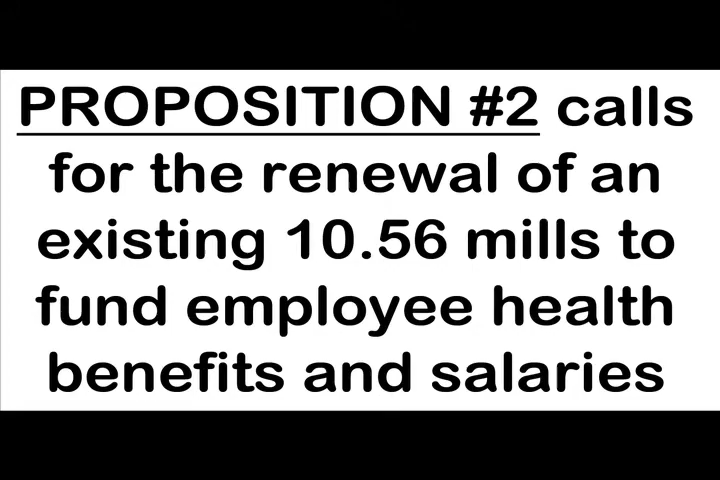 PROPOSITION #2 calls
for the renewal of an
existing 10.56 mills to
fund employee health
benefits and salaries